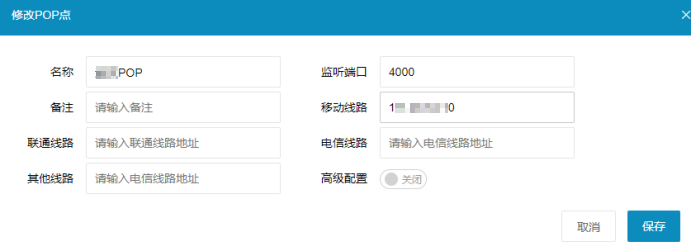 修改POP点
名称 POP 监听端口 4000
备注 请输入备注 移动线路 1 0
联通线路 请输入联通线路地址 电信线路 请输入电信线路地址
其他线路 请输入电信线路地址 高级配置 关闭
取消 保存